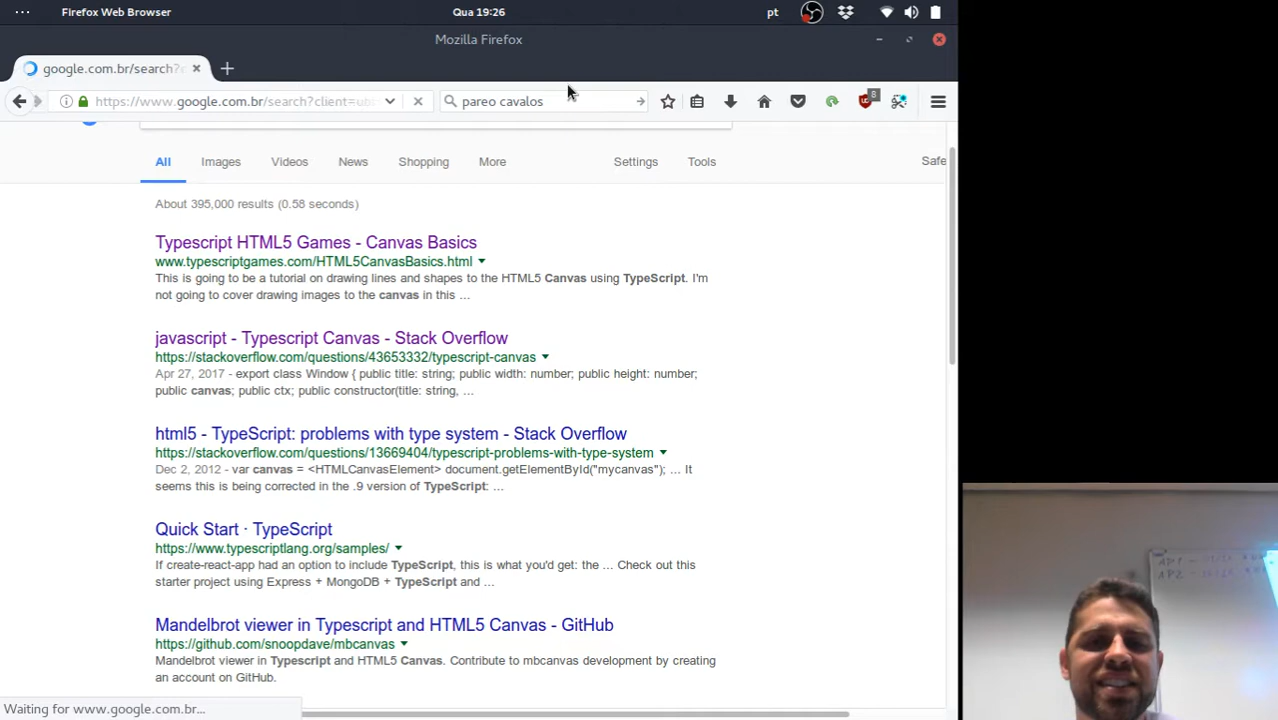 Firefox Web Browser
Qua 19:26
pt
Mozilla Firefox
google.com.br/search?c
https://www.google.com.br/search?client=ub
pareo cavalos
8
All
Images
Videos
News
Shopping
More
Settings
Tools
Safe
About 395,000 results (0.58 seconds)
Typescript HTML5 Games - Canvas Basics
www.typescriptgames.com/HTML5CanvasBasics.html
This is going to be a tutorial on drawing lines and shapes to the HTML5 Canvas using TypeScript. I'm
not going to cover drawing images to the canvas in this ...
javascript - Typescript Canvas - Stack Overflow
https://stackoverflow.com/questions/43653332/typescript-canvas
Apr 27, 2017 - export class Window { public title: string; public width: number; public height: number;
public canvas; public ctx; public constructor(title: string, ...
html5 - TypeScript: problems with type system - Stack Overflow
https://stackoverflow.com/questions/13669404/typescript-problems-with-type-system
Dec 2, 2012 - var canvas = <HTMLCanvasElement> document.getElementById("mycanvas"); ... It
seems this is being corrected in the .9 version of TypeScript: ...
Quick Start · TypeScript
https://www.typescriptlang.org/samples/
If create-react-app had an option to include TypeScript, this is what you'd get: the ... Check out this
starter project using Express + MongoDB + TypeScript and ...
Mandelbrot viewer in Typescript and HTML5 Canvas - GitHub
https://github.com/snoopdave/mbcanvas
Mandelbrot viewer in Typescript and HTML5 Canvas. Contribute to mbcanvas development by creating
an account on GitHub.
Waiting for www.google.com.br...